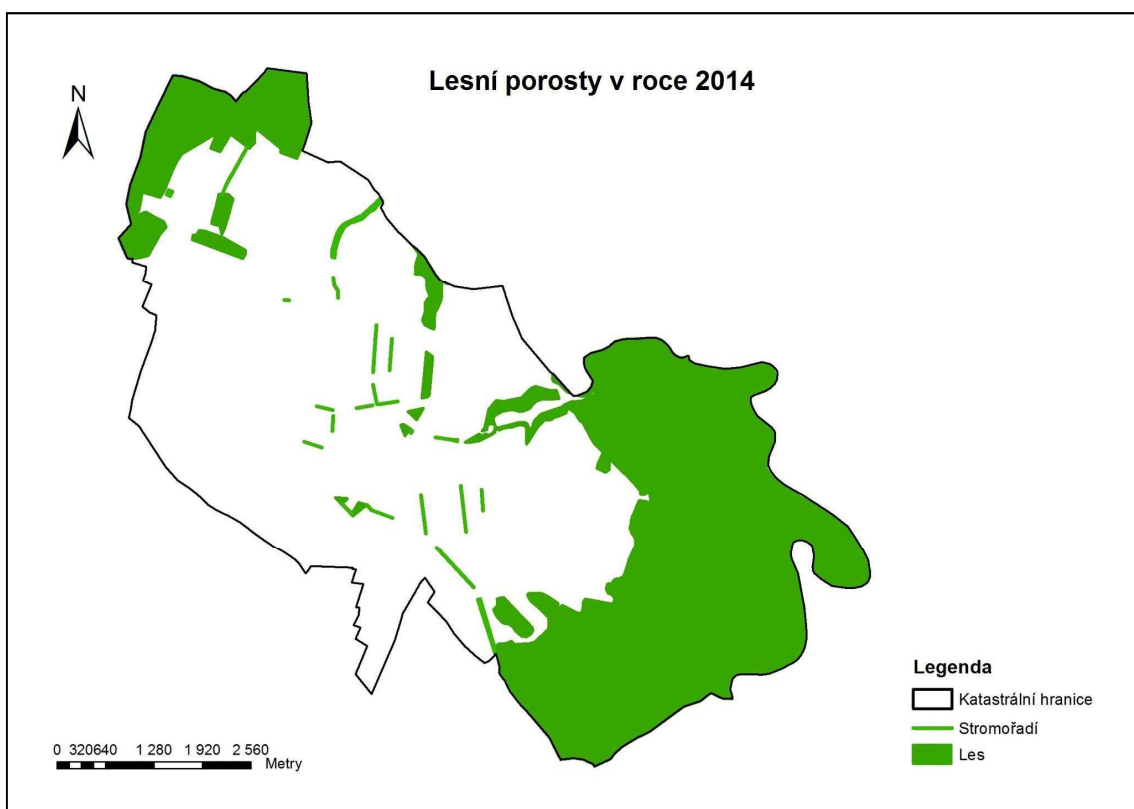 Lesní porosty v roce 2014
N
Legenda
Katastrální hranice
Stromořadí
Les
0 320640 1 280 1 920 2 560
Metry